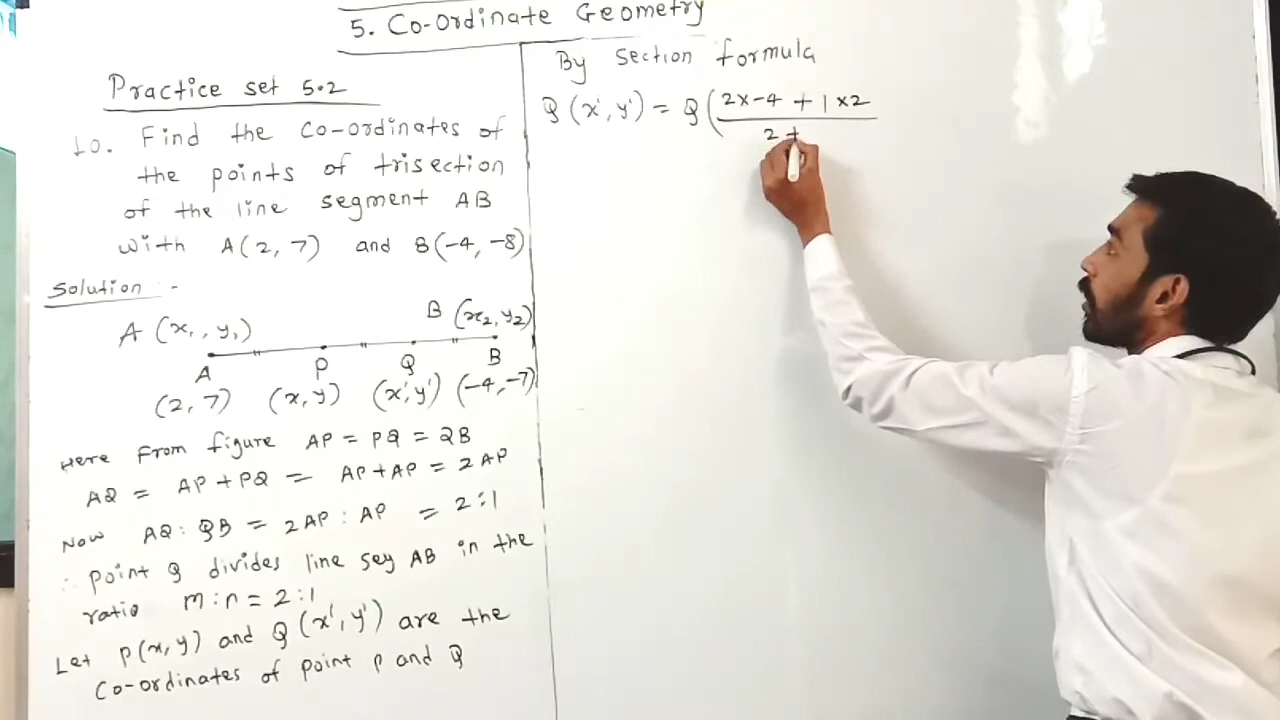 5. Co-ordinate Geometry
Practice set 5.2
10. Find the co-ordinates of
the points of trisection
of the line segment AB
with A(2, 7) and B(-4, -8)
Solution :-
A (x₁, y₁)
B (x₂, y₂)
A P Q B
(2, 7) (x, y) (x', y') (-4, -7)
Here From figure AP = PQ = QB
AQ = AP + PQ = AP + AP = 2AP
Now AQ : QB = 2AP : AP = 2:1
∴ point Q divides line seg AB in the
ratio m:n = 2:1
Let P(x, y) and Q(x', y') are the
co-ordinates of point P and Q
By section formula
Q (x', y') = Q ( 2x-4 + 1x2
2+